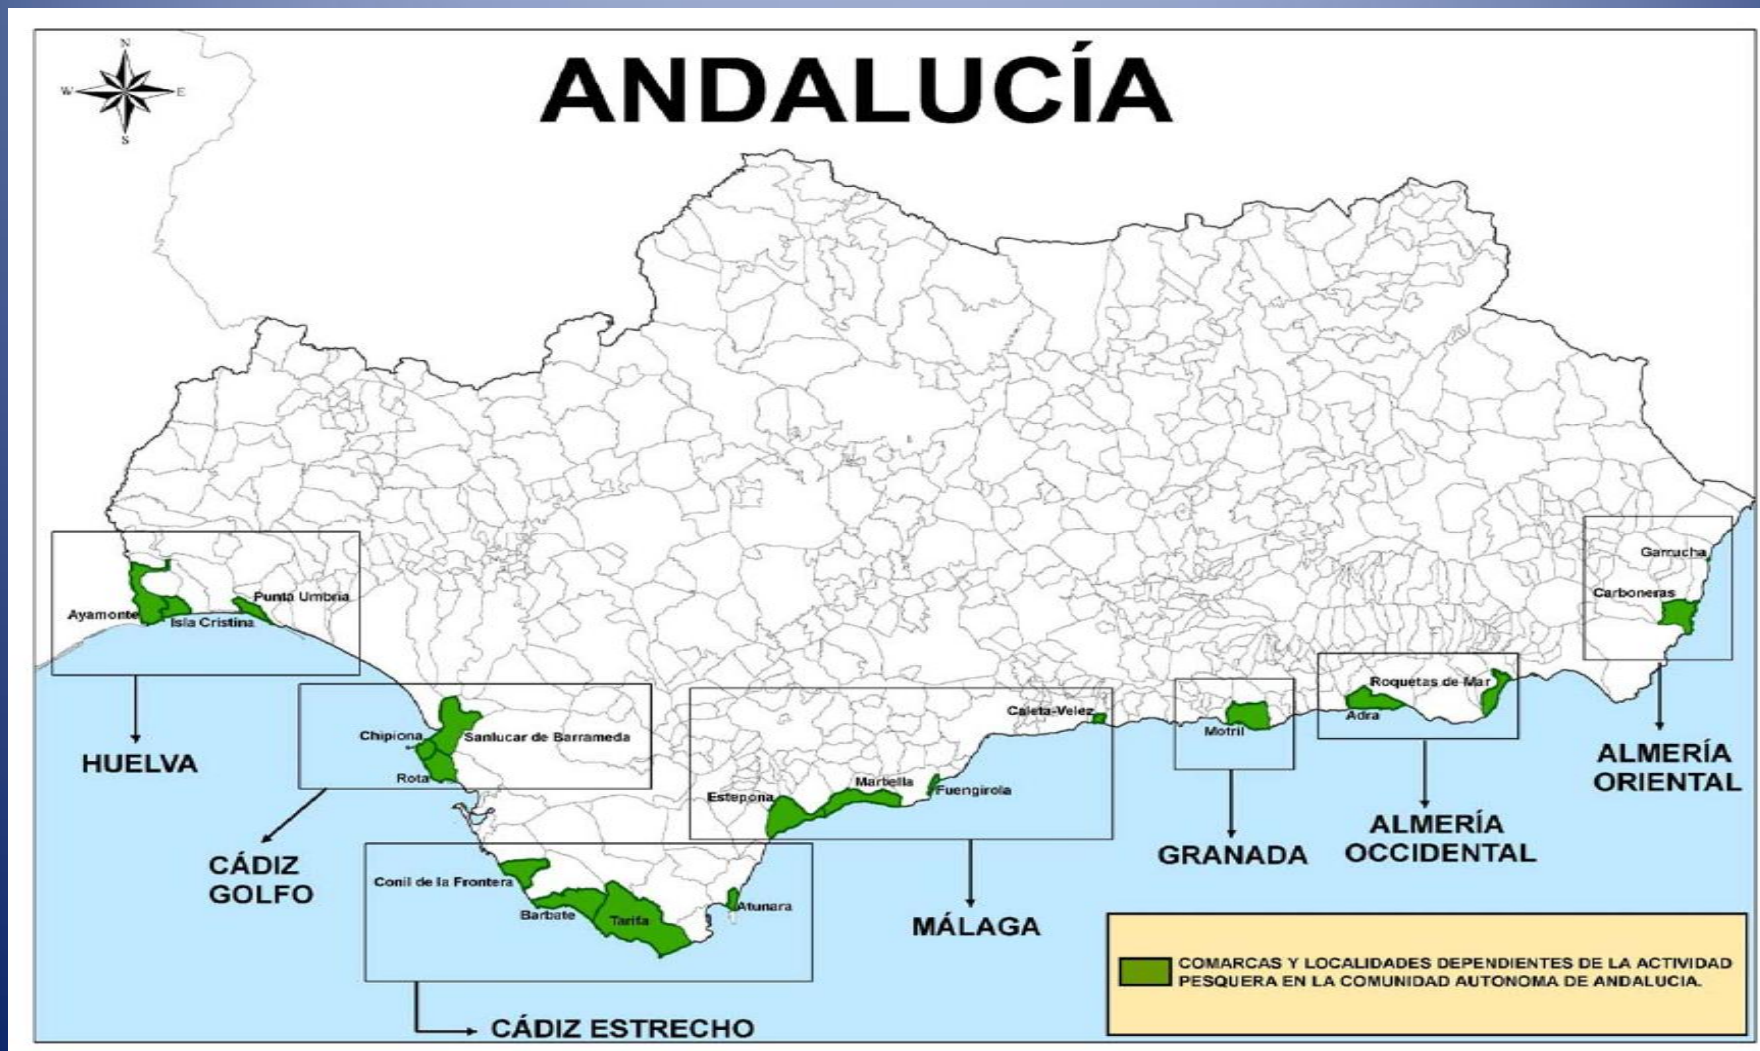 N
W
E
S
ANDALUCÍA
Garrucha
Carboneras
Punta Umbria
Ayamonte
Isla Cristina
Roquetas de Mar
Adra
Caleta-Velez
Motril
Chipiona
Sanlucar de Barrameda
Rota
HUELVA
ALMERÍA
ORIENTAL
Marbella
Fuengirola
Estepona
ALMERÍA
OCCIDENTAL
GRANADA
CÁDIZ
GOLFO
Conil de la Frontera
Barbate
Tarifa
Atunara
MÁLAGA
COMARCAS Y LOCALIDADES DEPENDIENTES DE LA ACTIVIDAD
PESQUERA EN LA COMUNIDAD AUTONOMA DE ANDALUCIA.
CÁDIZ ESTRECHO